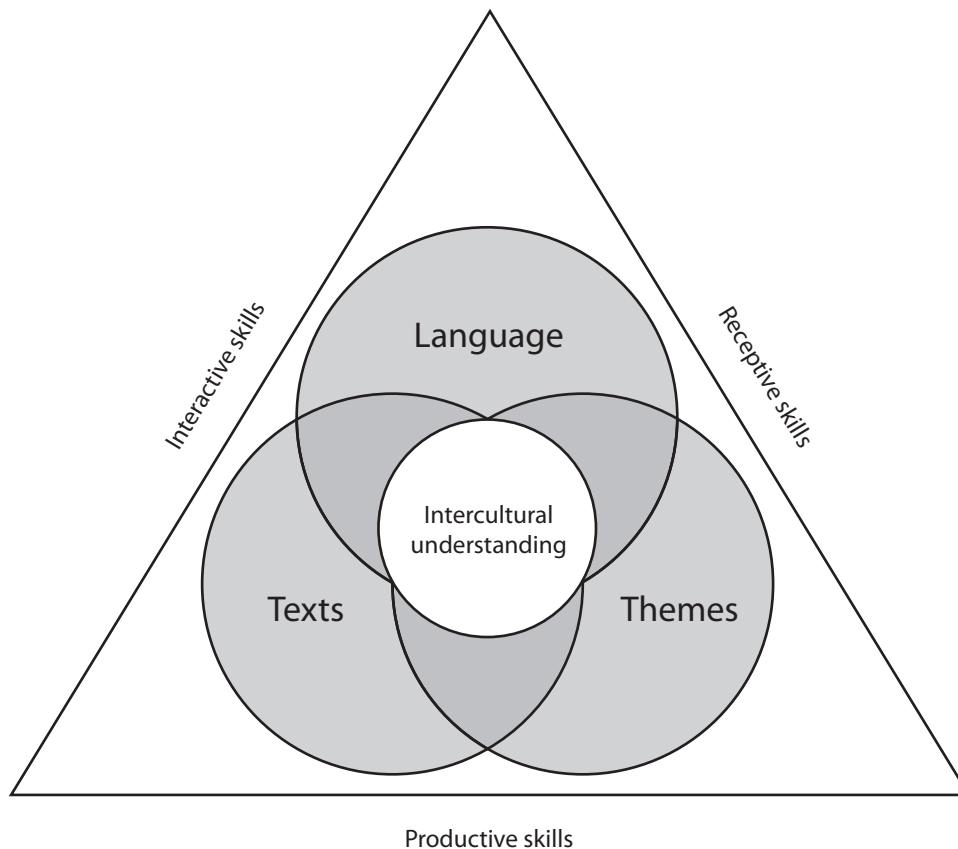 Language
Interactive skills
Receptive skills
Intercultural
understanding
Texts
Themes
Productive skills